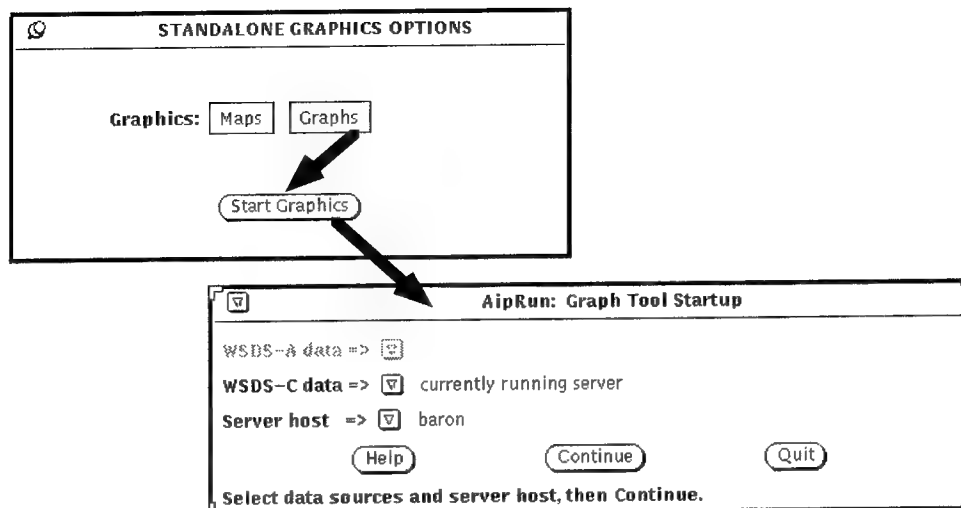 STANDALONE GRAPHICS OPTIONS
Graphics: Maps Graphs
Start Graphics
AipRun: Graph Tool Startup
WSDS-A data =>
WSDS-C data => currently running server
Server host => baron
Help Continue Quit
Select data sources and server host, then Continue.